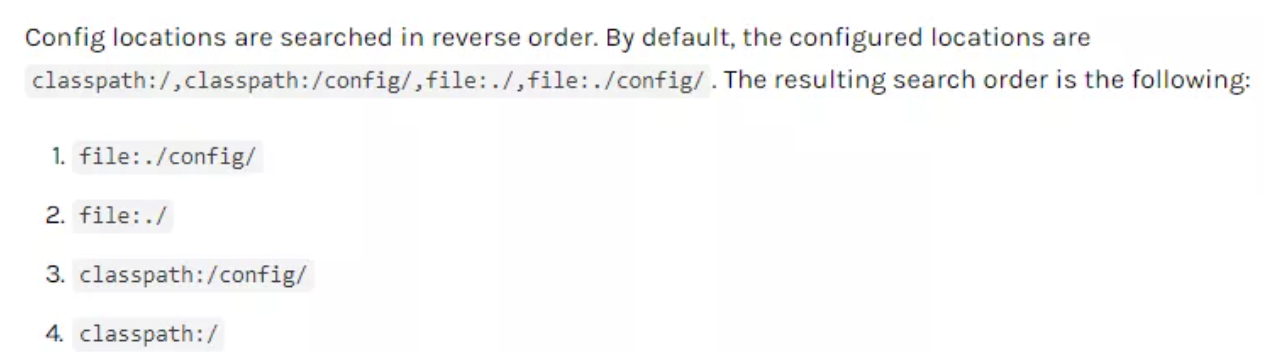 Config locations are searched in reverse order. By default, the configured locations are
classpath:/,classpath:/config/,file:./,file:./config/. The resulting search order is the following:
1. file:./config/
2. file:./
3. classpath:/config/
4. classpath:/